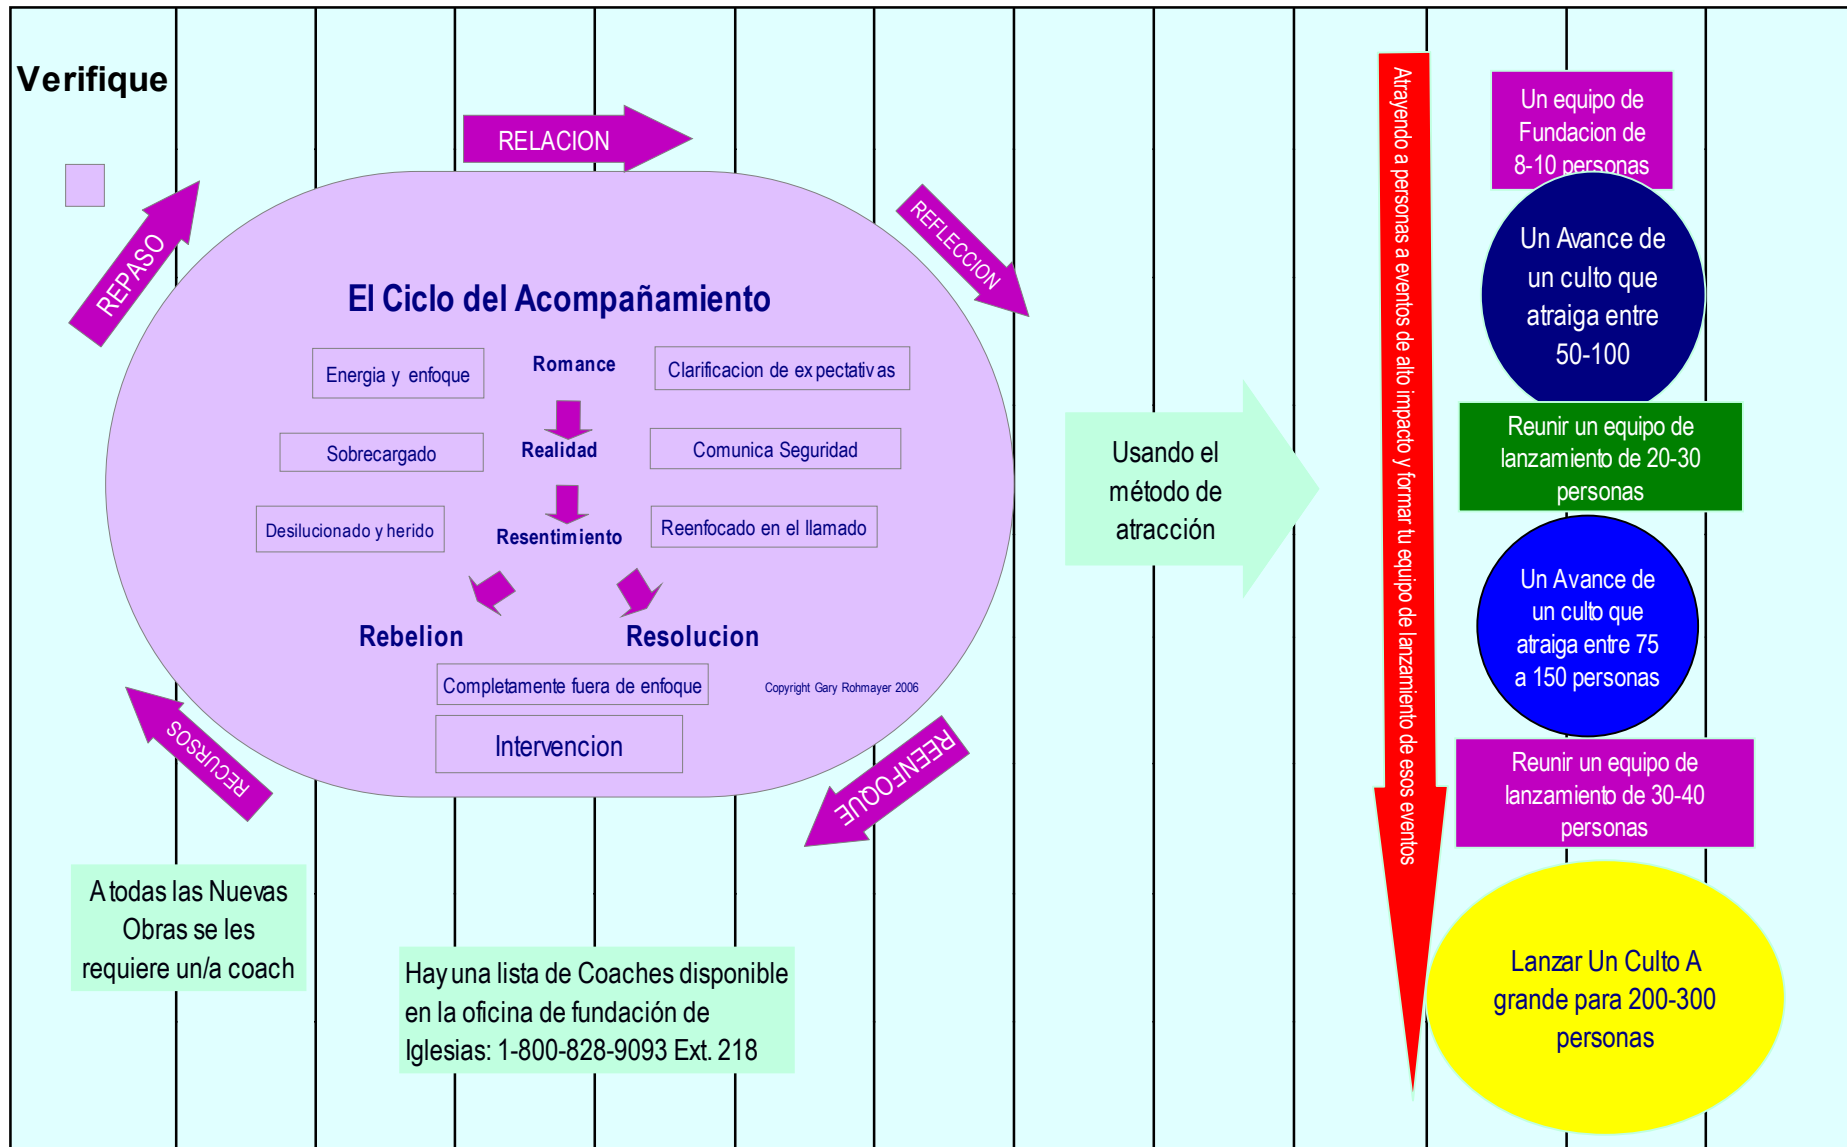 Verifique
RELACION
REFLECCION
REPASO
El Ciclo del Acompañamiento
Energia y enfoque
Romance
Clarificacion de expectativas
Sobrecargado
Realidad
Comunica Seguridad
Desilucionado y herido
Resentimiento
Reenfocado en el llamado
Rebelion
Resolucion
Completamente fuera de enfoque
Copyright Gary Rohmayer 2006
Intervencion
RECURSOS
REENFOQUE
A todas las Nuevas
Obras se les
requiere un/a coach
Hay una lista de Coaches disponible
en la oficina de fundación de
Iglesias: 1-800-828-9093 Ext. 218
Usando el
método de
atracción
Atrayendo a personas a eventos de alto impacto y formar tu equipo de lanzamiento de esos eventos
Un equipo de
Fundacion de
8-10 personas
Un Avance de
un culto que
atraiga entre
50-100
Reunir un equipo de
lanzamiento de 20-30
personas
Un Avance de
un culto que
atraiga entre 75
a 150 personas
Reunir un equipo de
lanzamiento de 30-40
personas
Lanzar Un Culto A
grande para 200-300
personas